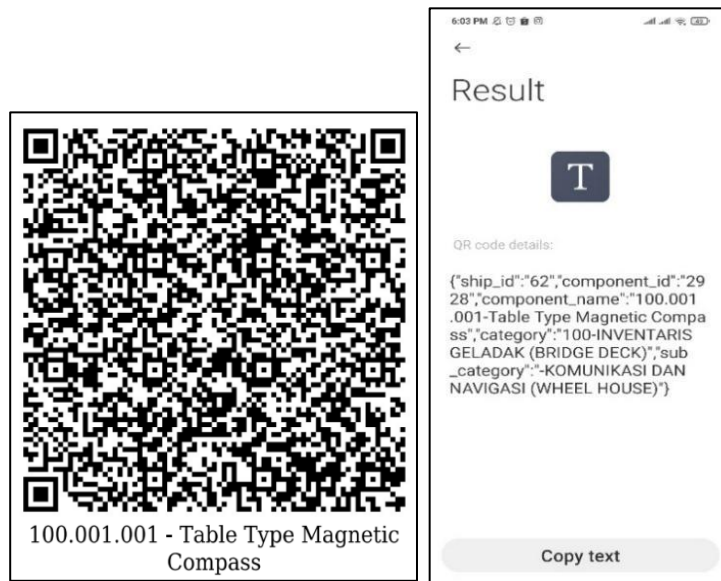 100.001.001 - Table Type Magnetic
Compass
6:03 PM
Result
T
QR code details:
{"ship_id":"62","component_id":"29
28","component_name":"100.001
.001-Table Type Magnetic Compa
ss","category":"100-INVENTARIS
GELADAK (BRIDGE DECK)","sub
_category":"-KOMUNIKASI DAN
NAVIGASI (WHEEL HOUSE)"}
Copy text